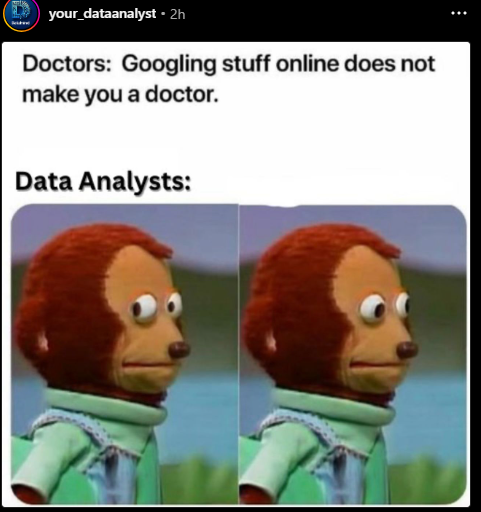 your_dataanalyst • 2h
Doctors: Googling stuff online does not
make you a doctor.
Data Analysts: